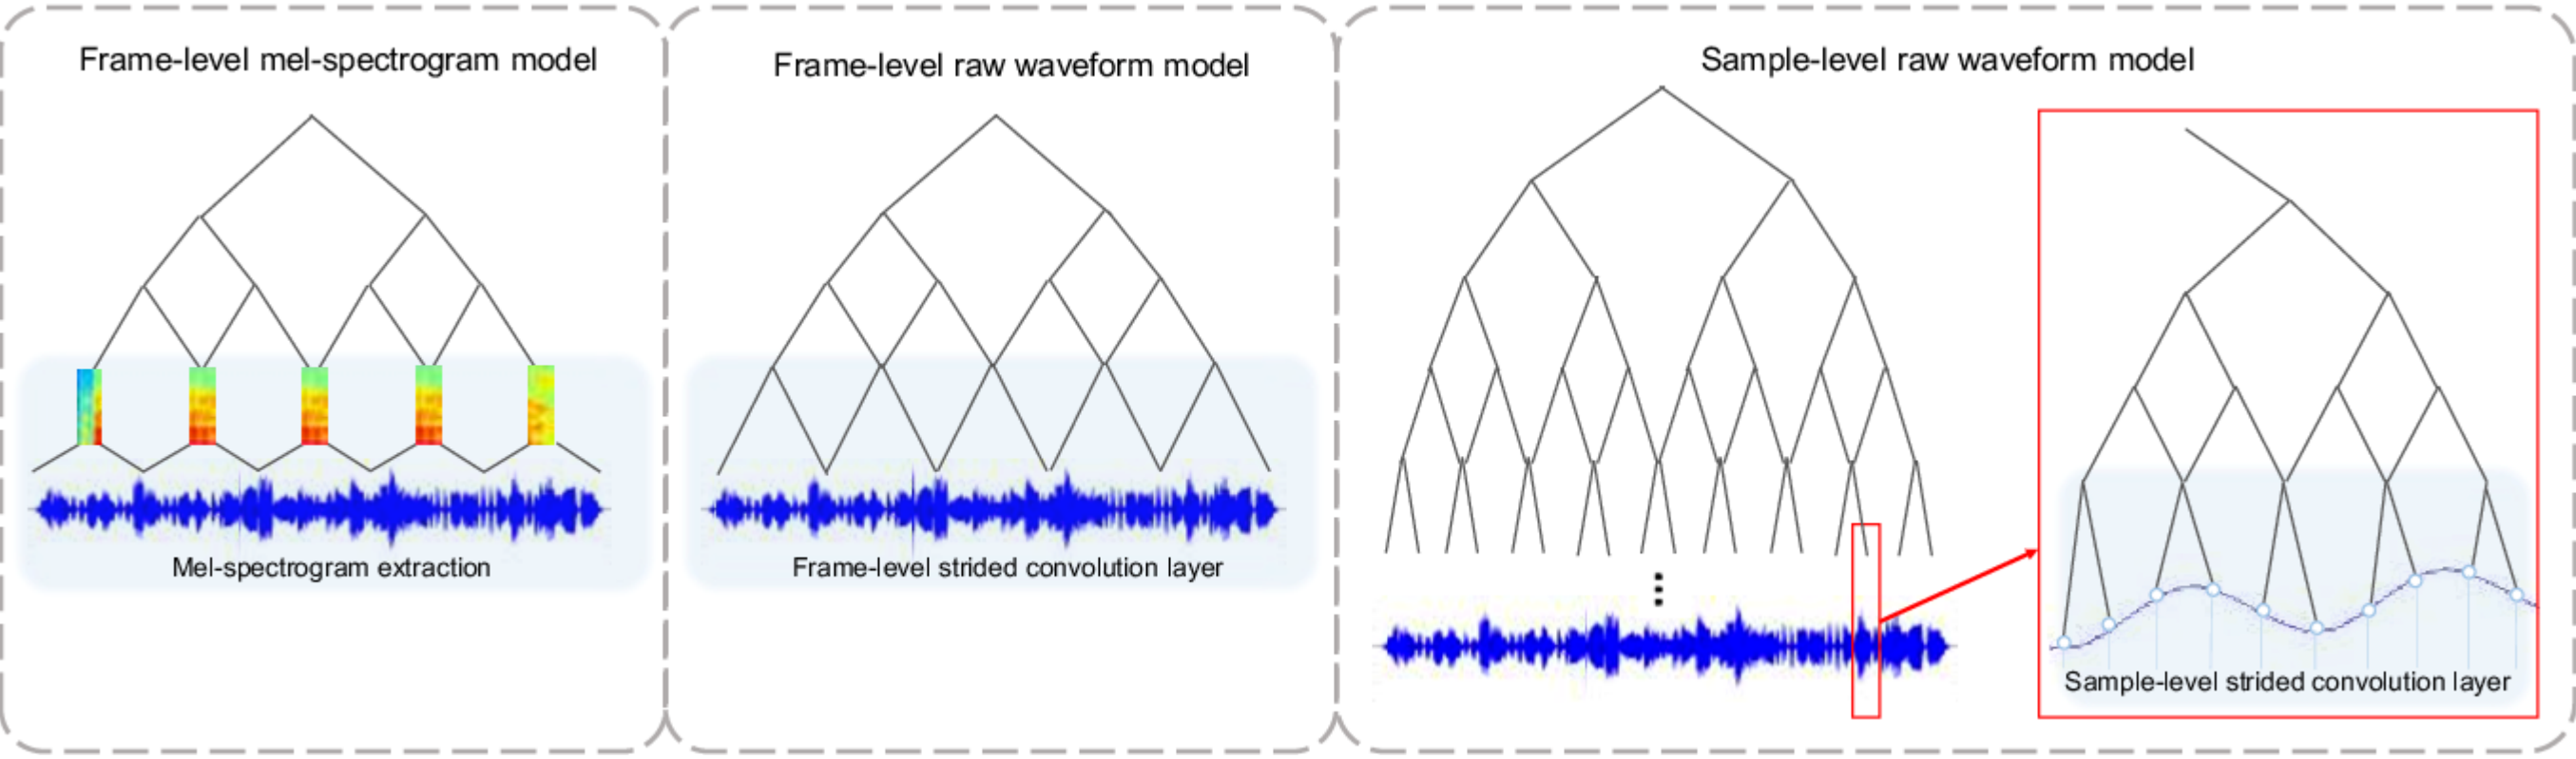 Frame-level mel-spectrogram model
Mel-spectrogram extraction
Frame-level raw waveform model
Frame-level strided convolution layer
Sample-level raw waveform model
Sample-level strided convolution layer